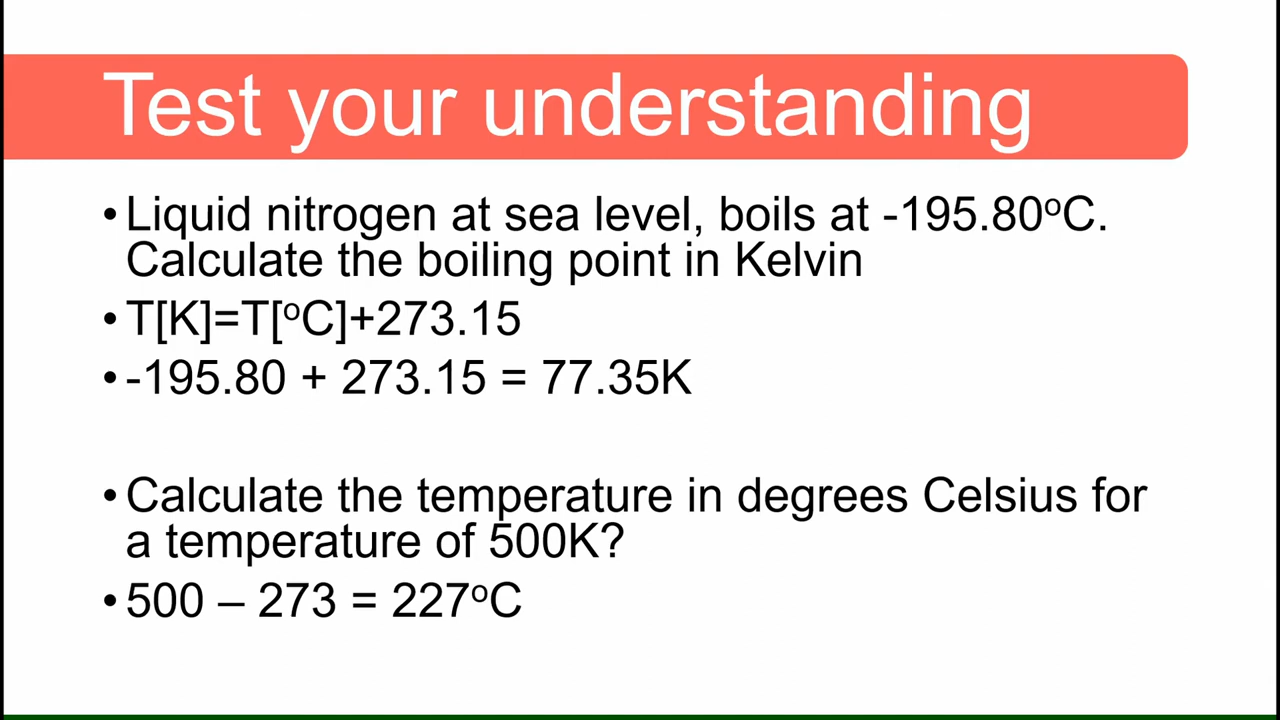 Test your understanding
•Liquid nitrogen at sea level, boils at -195.80ºC.
Calculate the boiling point in Kelvin
•T[K]=T[ºC]+273.15
•-195.80 + 273.15 = 77.35K
•Calculate the temperature in degrees Celsius for
a temperature of 500K?
•500 – 273 = 227ºC